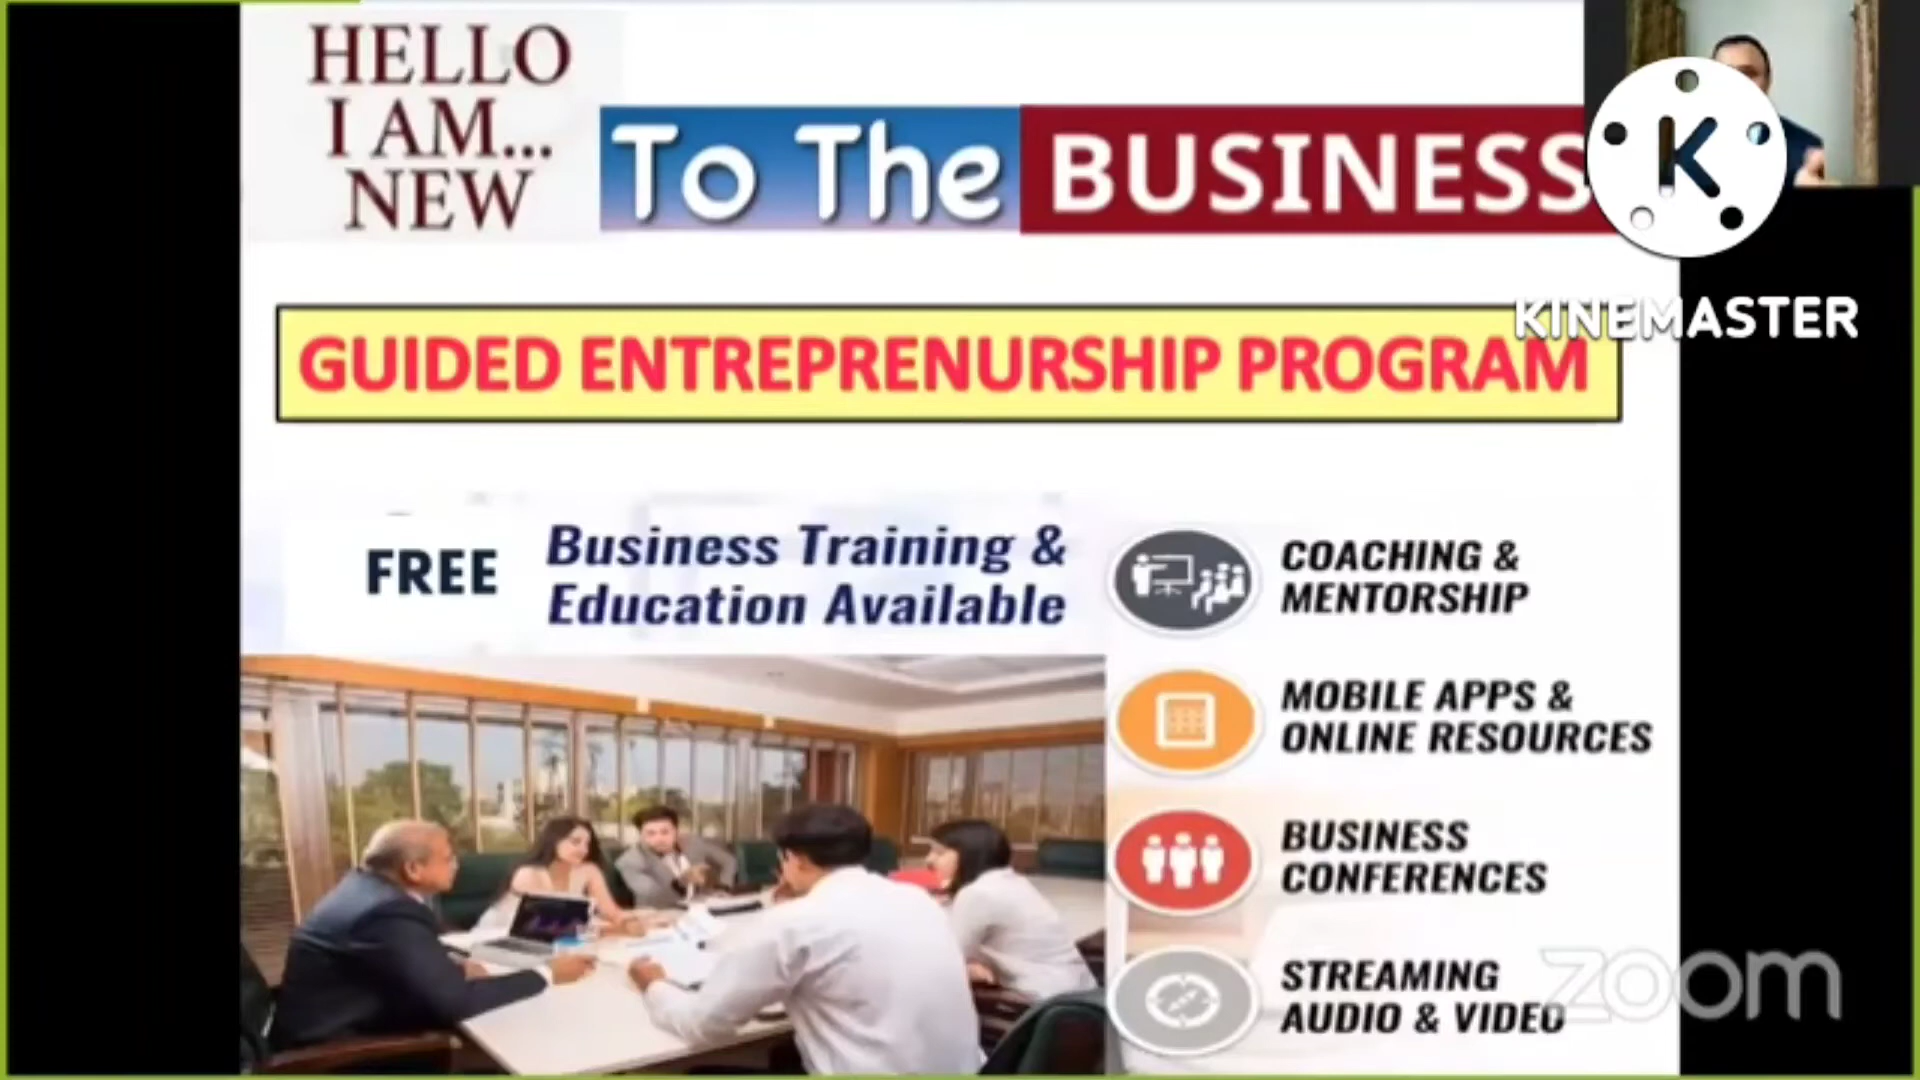 HELLO
I AM...
NEW
To The BUSINESS
K
KINEMASTER
GUIDED ENTREPRENURSHIP PROGRAM
FREE
Business Training &
Education Available
COACHING &
MENTORSHIP
MOBILE APPS &
ONLINE RESOURCES
BUSINESS
CONFERENCES
STREAMING
AUDIO & VIDEO
zoom